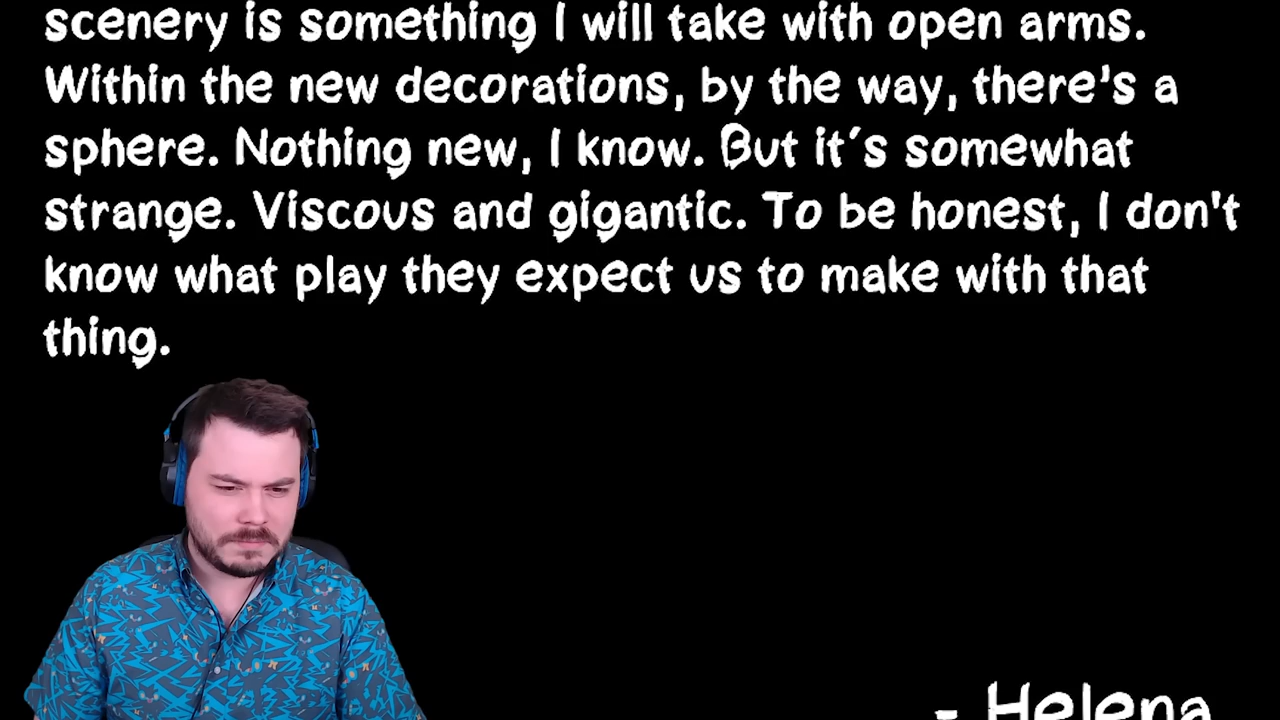 scenery is something I will take with open arms.
Within the new decorations, by the way, there's a
sphere. Nothing new, I know. But it's somewhat
strange. Viscous and gigantic. To be honest, I don't
know what play they expect us to make with that
thing.
- Helena